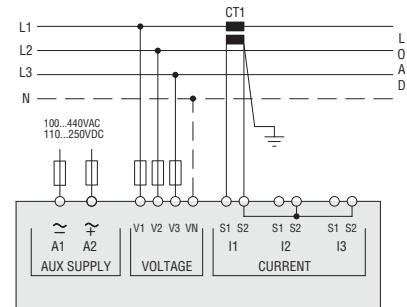 CT1
L1
L2
L3
N
LOAD
100...440VAC
110...250VDC
V1 V2 V3 VN S1 S2 S1 S2 S1 S2
A1 A2 I1 I2 I3
AUX SUPPLY VOLTAGE CURRENT